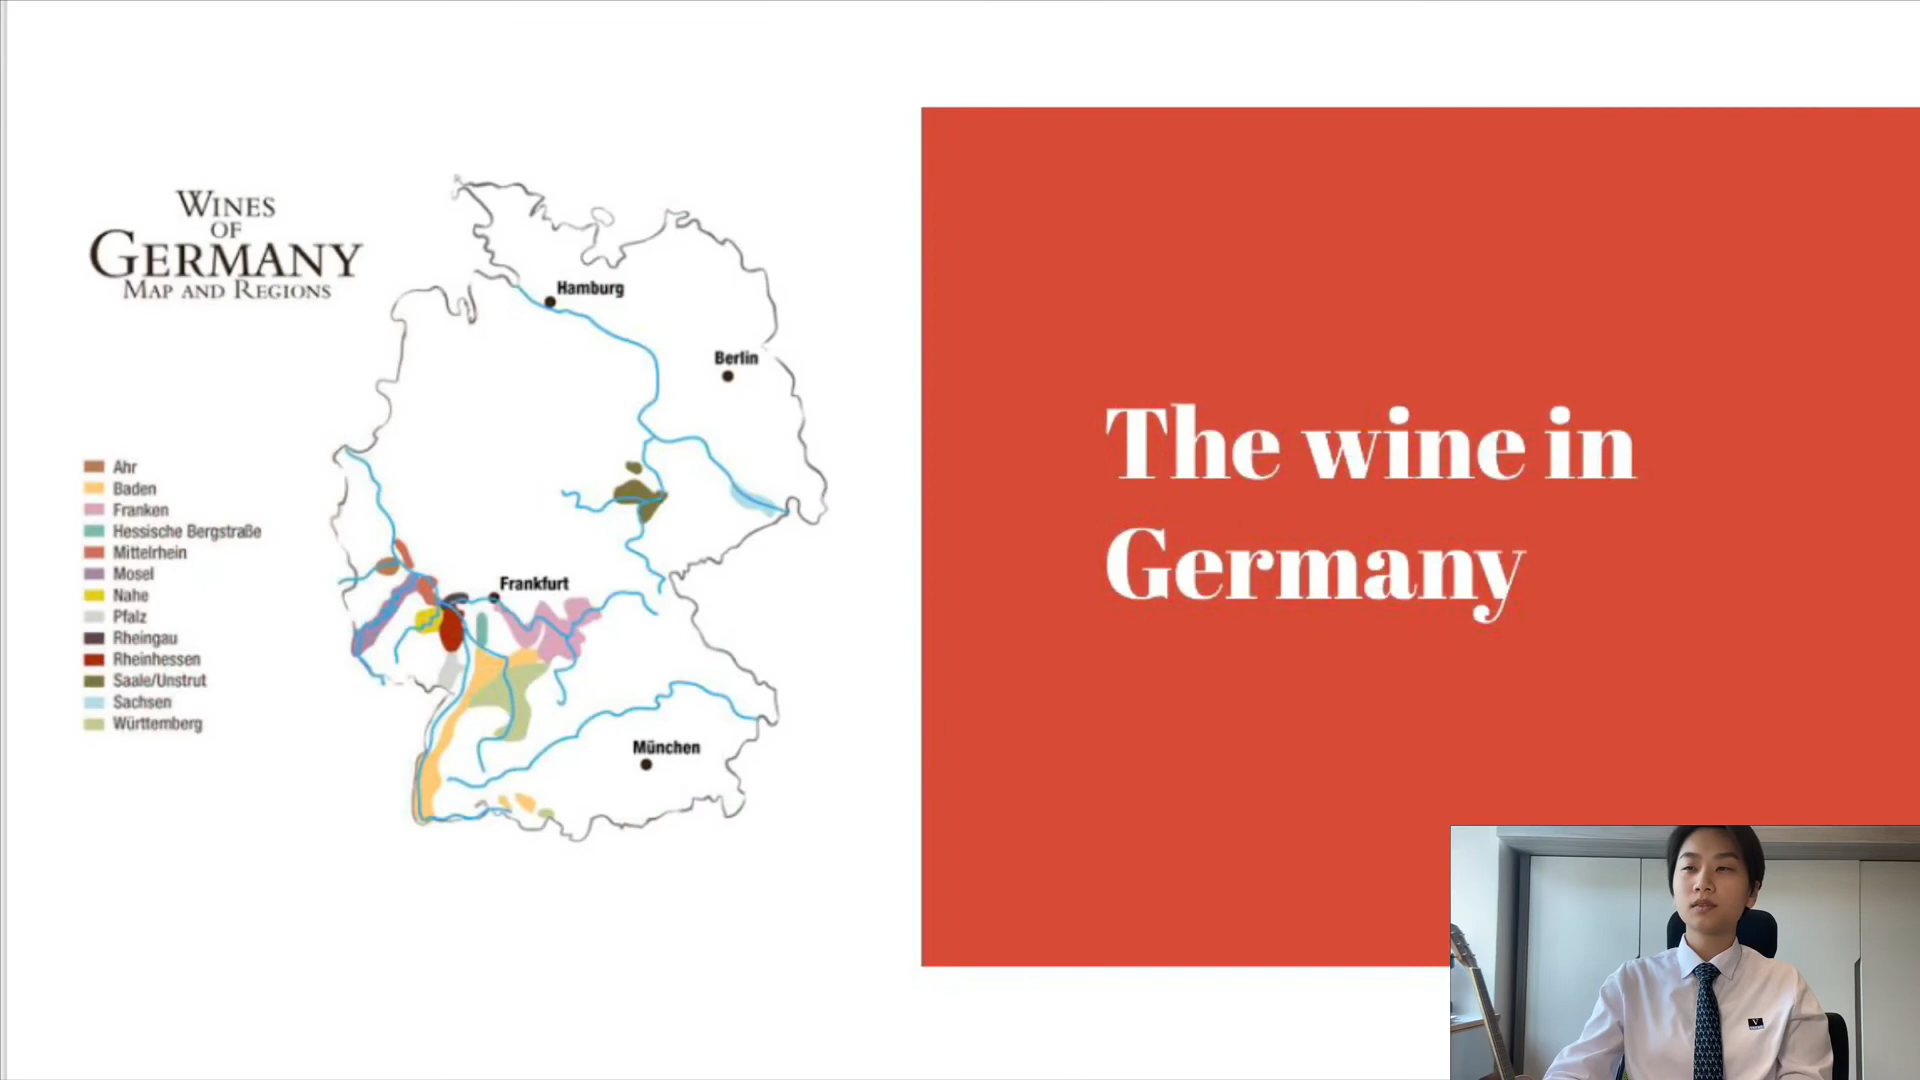 WINES
OF
GERMANY
MAP AND REGIONS
Hamburg
Berlin
Frankfurt
München
Ahr
Baden
Franken
Hessische Bergstraße
Mittelrhein
Mosel
Nahe
Pfalz
Rheingau
Rheinhessen
Saale/Unstrut
Sachsen
Württemberg
The wine in
Germany
V